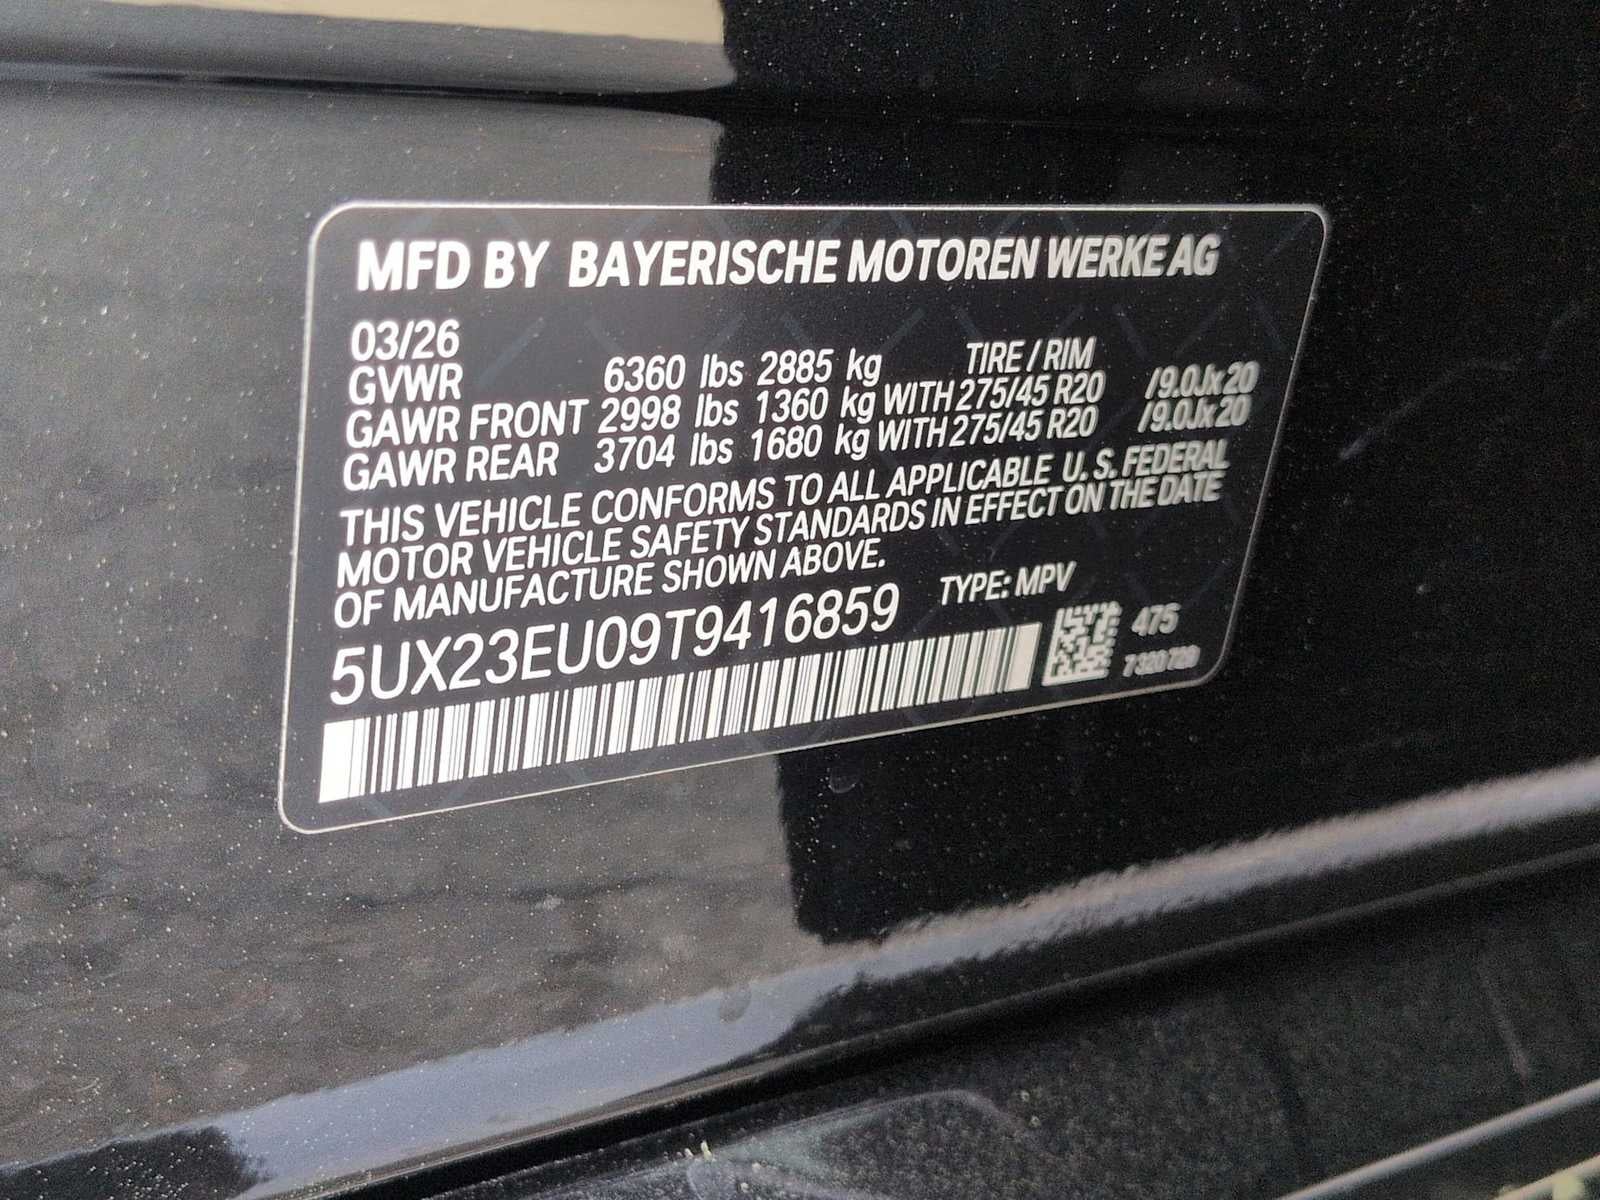 MFD BY BAYERISCHE MOTOREN WERKE AG
03/26
TIRE / RIM
GVWR 6360 lbs 2885 kg
GAWR FRONT 2998 lbs 1360 kg WITH 275/45 R20 /9.0Jx20
GAWR REAR 3704 lbs 1680 kg WITH 275/45 R20 /9.0Jx20
THIS VEHICLE CONFORMS TO ALL APPLICABLE U.S. FEDERAL
MOTOR VEHICLE SAFETY STANDARDS IN EFFECT ON THE DATE
OF MANUFACTURE SHOWN ABOVE.
5UX23EU09T9416859 TYPE: MPV
475